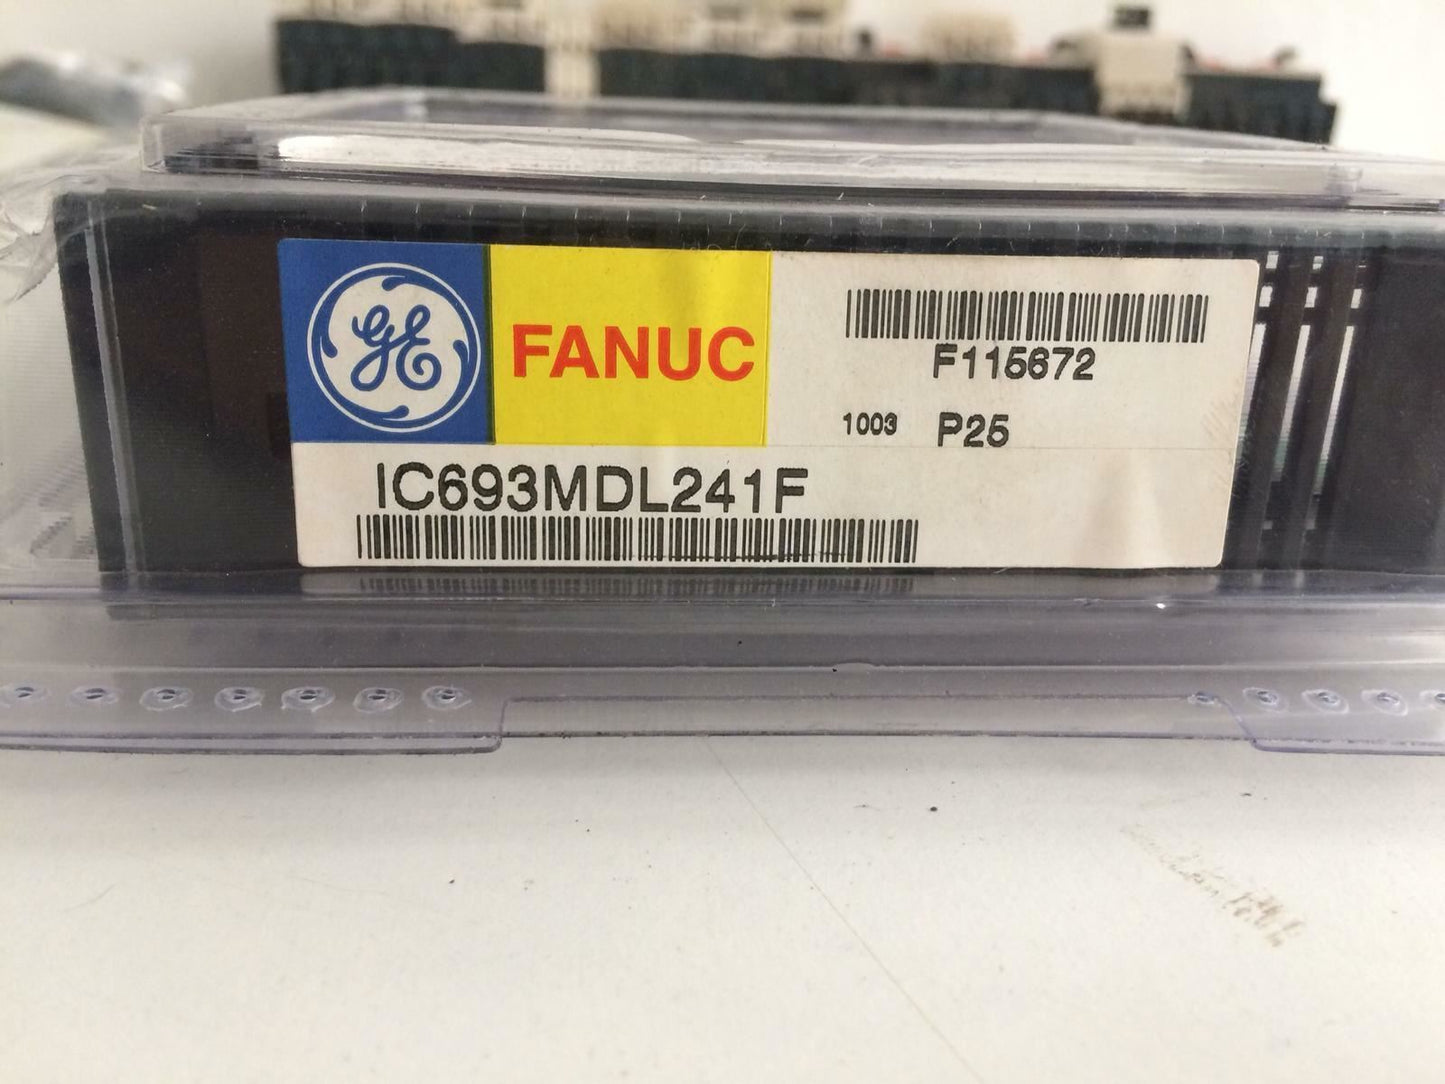 GE
FANUC
F115672
1003 P25
IC693MDL241F